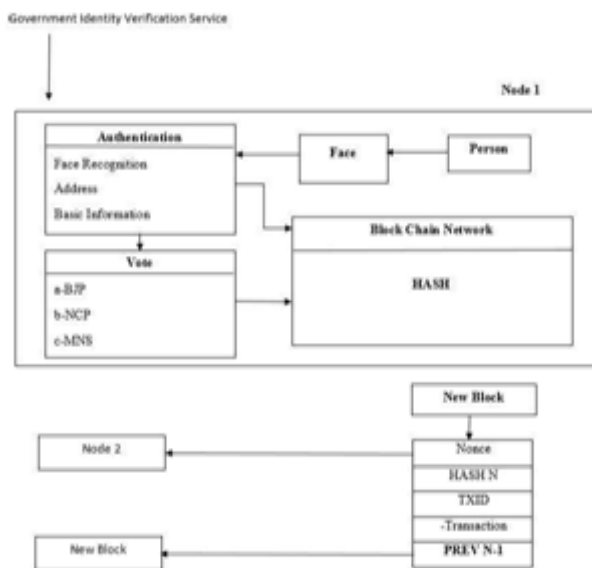 Government Identity Verification Service
Node 1
Authentication
Face Recognition
Address
Basic Information
Face
Person
Block Chain Network
HASH
Vote
a-BJP
b-NCP
c-MNS
New Block
Nonce
HASH N
TXID
-Transaction
PREV N-1
Node 2
New Block